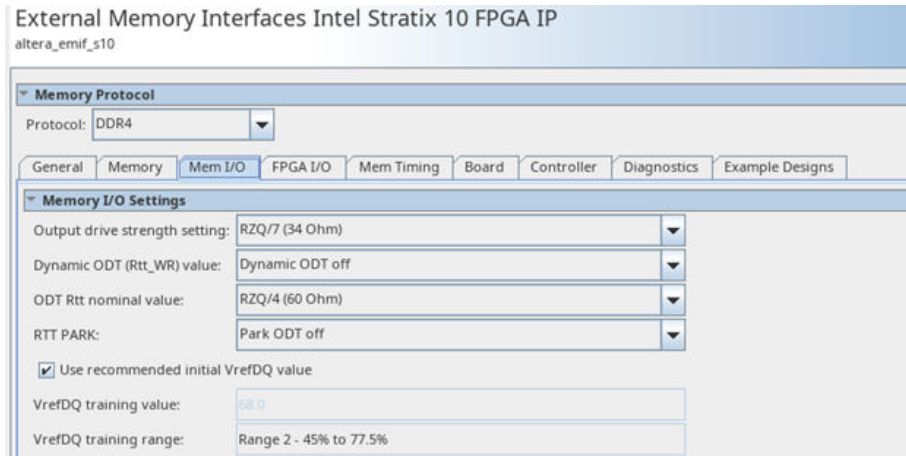 External Memory Interfaces Intel Stratix 10 FPGA IP
altera_emif_s10
Memory Protocol
Protocol: DDR4
General Memory Mem I/O FPGA I/O Mem Timing Board Controller Diagnostics Example Designs
Memory I/O Settings
Output drive strength setting: RZQ/7 (34 Ohm)
Dynamic ODT (Rtt_WR) value: Dynamic ODT off
ODT Rtt nominal value: RZQ/4 (60 Ohm)
RTT PARK: Park ODT off
Use recommended initial VrefDQ value
VrefDQ training value: 68.0
VrefDQ training range: Range 2 - 45% to 77.5%